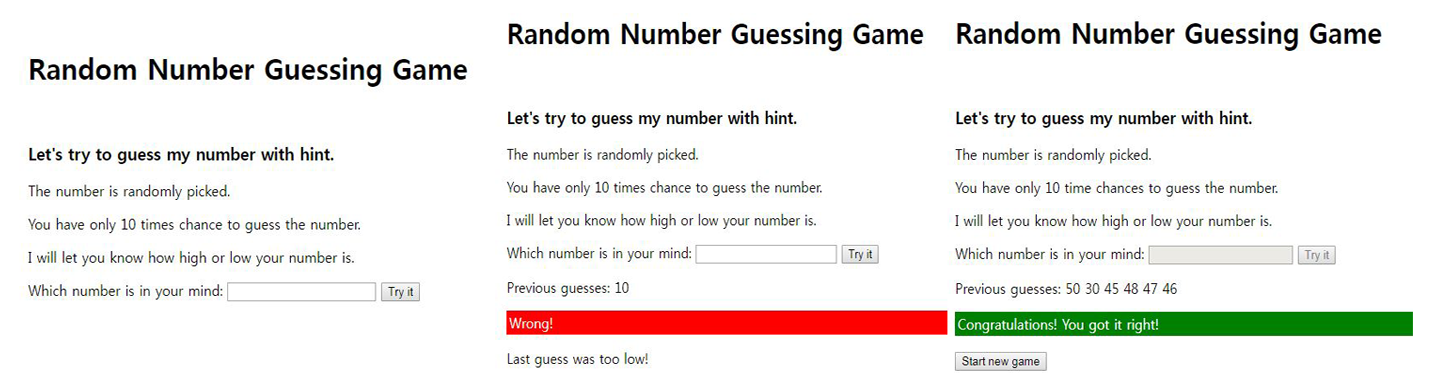 Random Number Guessing Game
Let's try to guess my number with hint.
The number is randomly picked.
You have only 10 times chance to guess the number.
I will let you know how high or low your number is.
Which number is in your mind: Try it
Random Number Guessing Game
Let's try to guess my number with hint.
The number is randomly picked.
You have only 10 times chance to guess the number.
I will let you know how high or low your number is.
Which number is in your mind: Try it
Previous guesses: 10
Wrong!
Last guess was too low!
Random Number Guessing Game
Let's try to guess my number with hint.
The number is randomly picked.
You have only 10 time chances to guess the number.
I will let you know how high or low your number is.
Which number is in your mind: Try it
Previous guesses: 50 30 45 48 47 46
Congratulations! You got it right!
Start new game